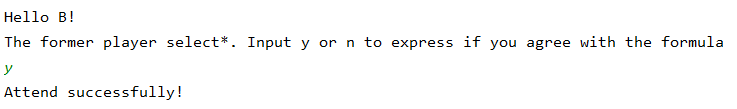 Hello B!
The former player select*. Input y or n to express if you agree with the formula
y
Attend successfully!